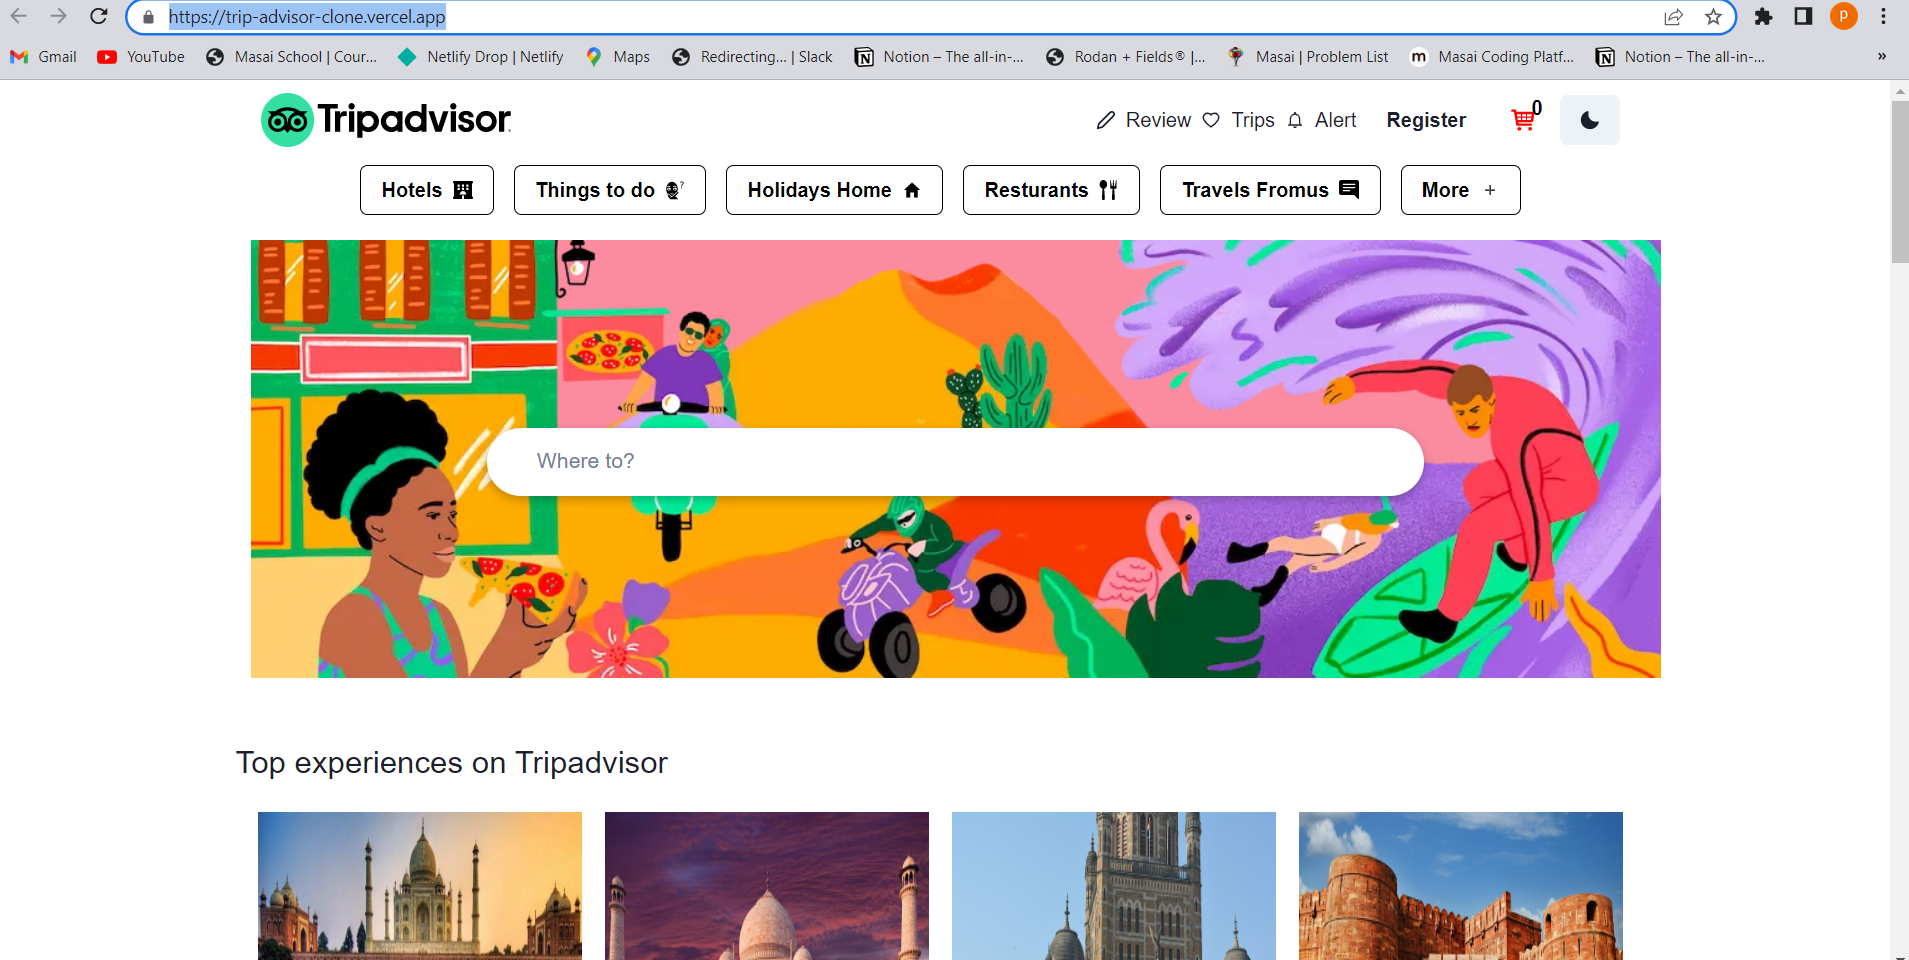 https://trip-advisor-clone.vercel.app
P
Gmail YouTube Masai School | Cour... Netlify Drop | Netlify Maps Redirecting... | Slack Notion – The all-in-... Rodan + Fields® |... Masai | Problem List Masai Coding Platf... Notion – The all-in-... »
Tripadvisor Review Trips Alert Register 0
Hotels Things to do Holidays Home Resturants Travels Fromus More +
Where to?
Top experiences on Tripadvisor